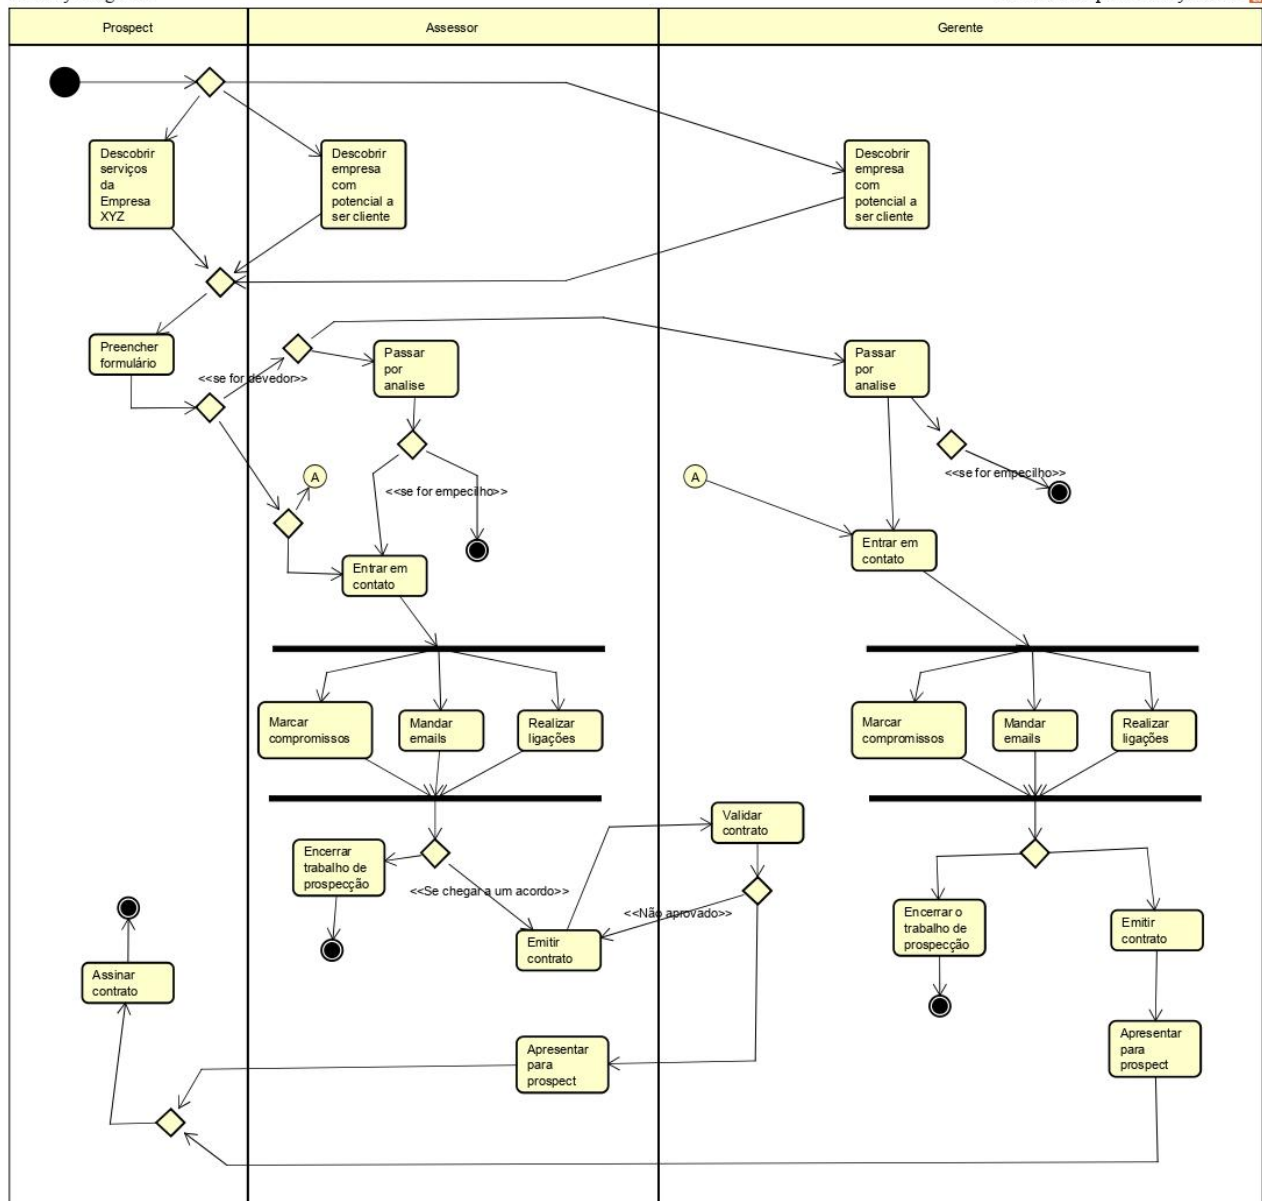 Prospect
Assessor
Gerente
Descobrir
serviços
da
Empresa
XYZ
Descobrir
empresa
com
potencial a
ser cliente
Descobrir
empresa
com
potencial a
ser cliente
Preencher
formulário
<<se for devedor>>
Passar
por
analise
Passar
por
analise
A
<<se for empecilho>>
A
<<se for empecilho>>
Entrar em
contato
Entrar em
contato
Marcar
compromissos
Mandar
emails
Realizar
ligações
Marcar
compromissos
Mandar
emails
Realizar
ligações
Validar
contrato
Encerrar
trabalho de
prospecção
<<Se chegar a um acordo>>
<<Não aprovado>>
Emitir
contrato
Encerrar o
trabalho de
prospecção
Emitir
contrato
Assinar
contrato
Apresentar
para
prospect
Apresentar
para
prospect